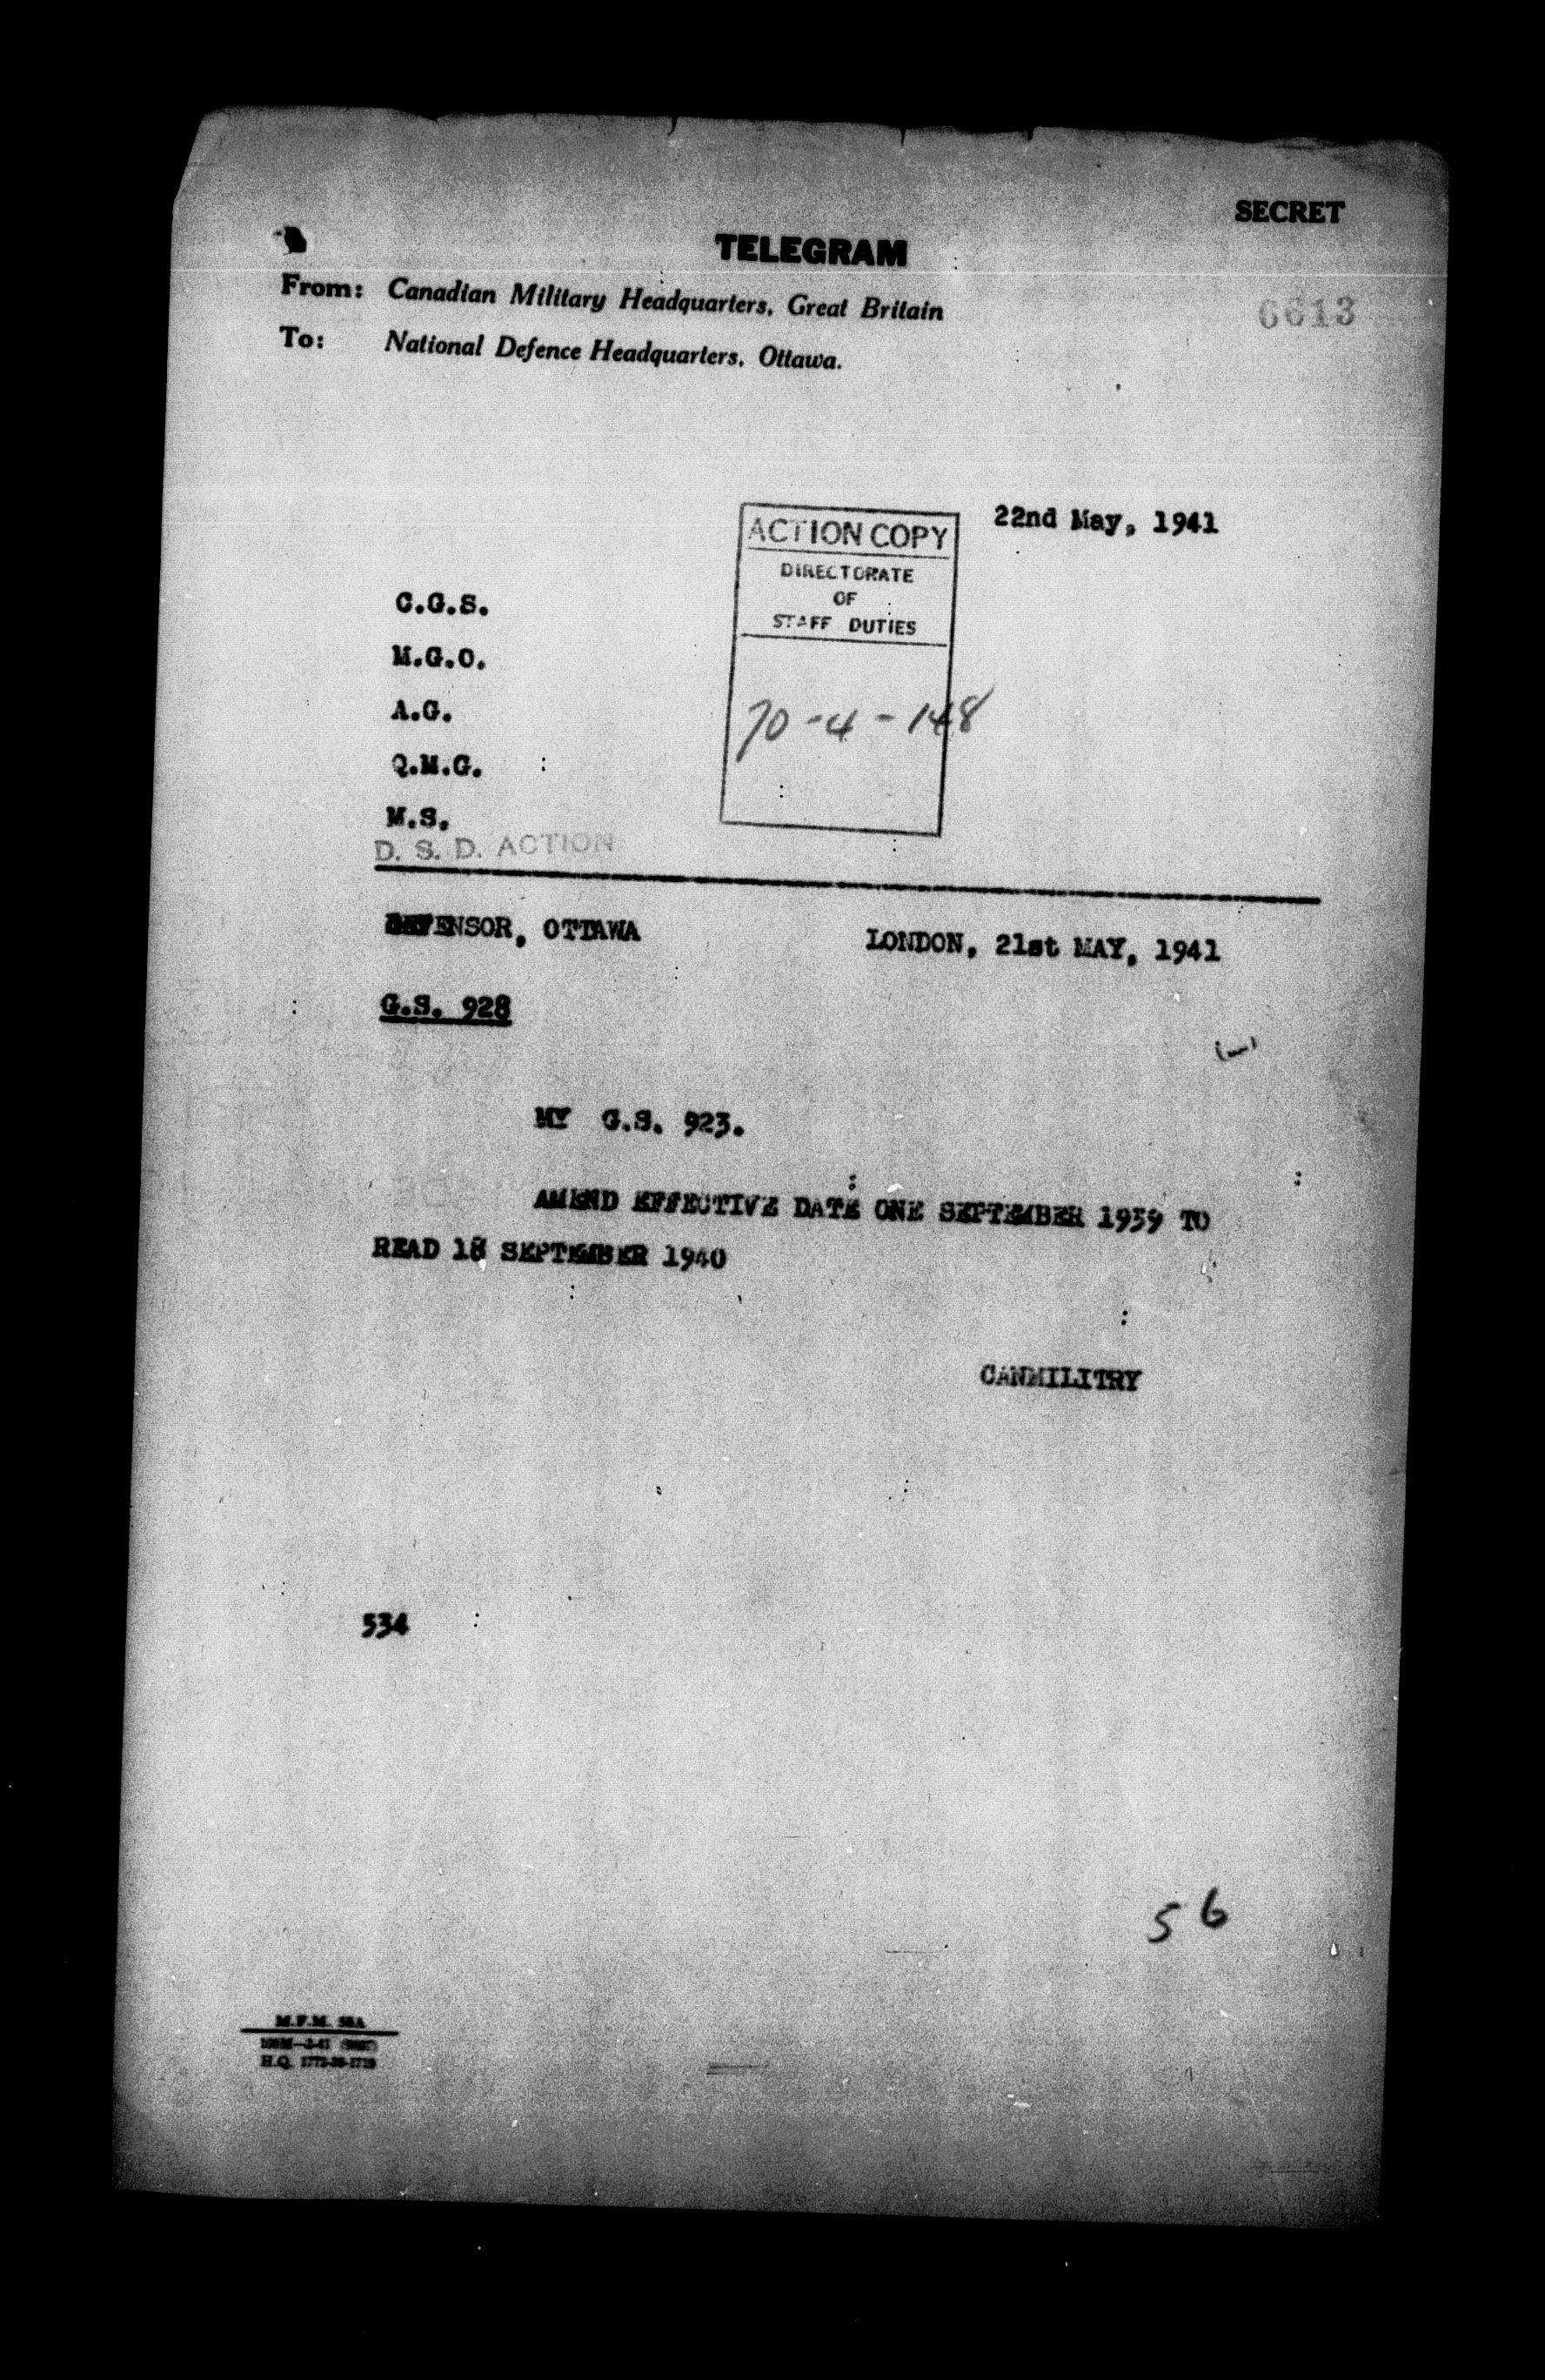 SECRET
TELEGRAM
From: Canadian Military Headquarters, Great Britain
6613
To: National Defence Headquarters, Ottawa.
22nd May, 1941
ACTION COPY
DIRECTORATE
OF
STAFF DUTIES
70-4-148
C.G.S.
M.G.O.
A.G.
Q.M.G.
M.S.
D. S. D. ACTION
DEFENSOR, OTTAWA LONDON, 21st MAY, 1941
G.S. 928
MY G.S. 923.
AMEND EFFECTIVE DATE ONE SEPTEMBER 1939 TO
READ 18 SEPTEMBER 1940
CANMILITRY
534
56
M.F.M. 58A
H.Q.